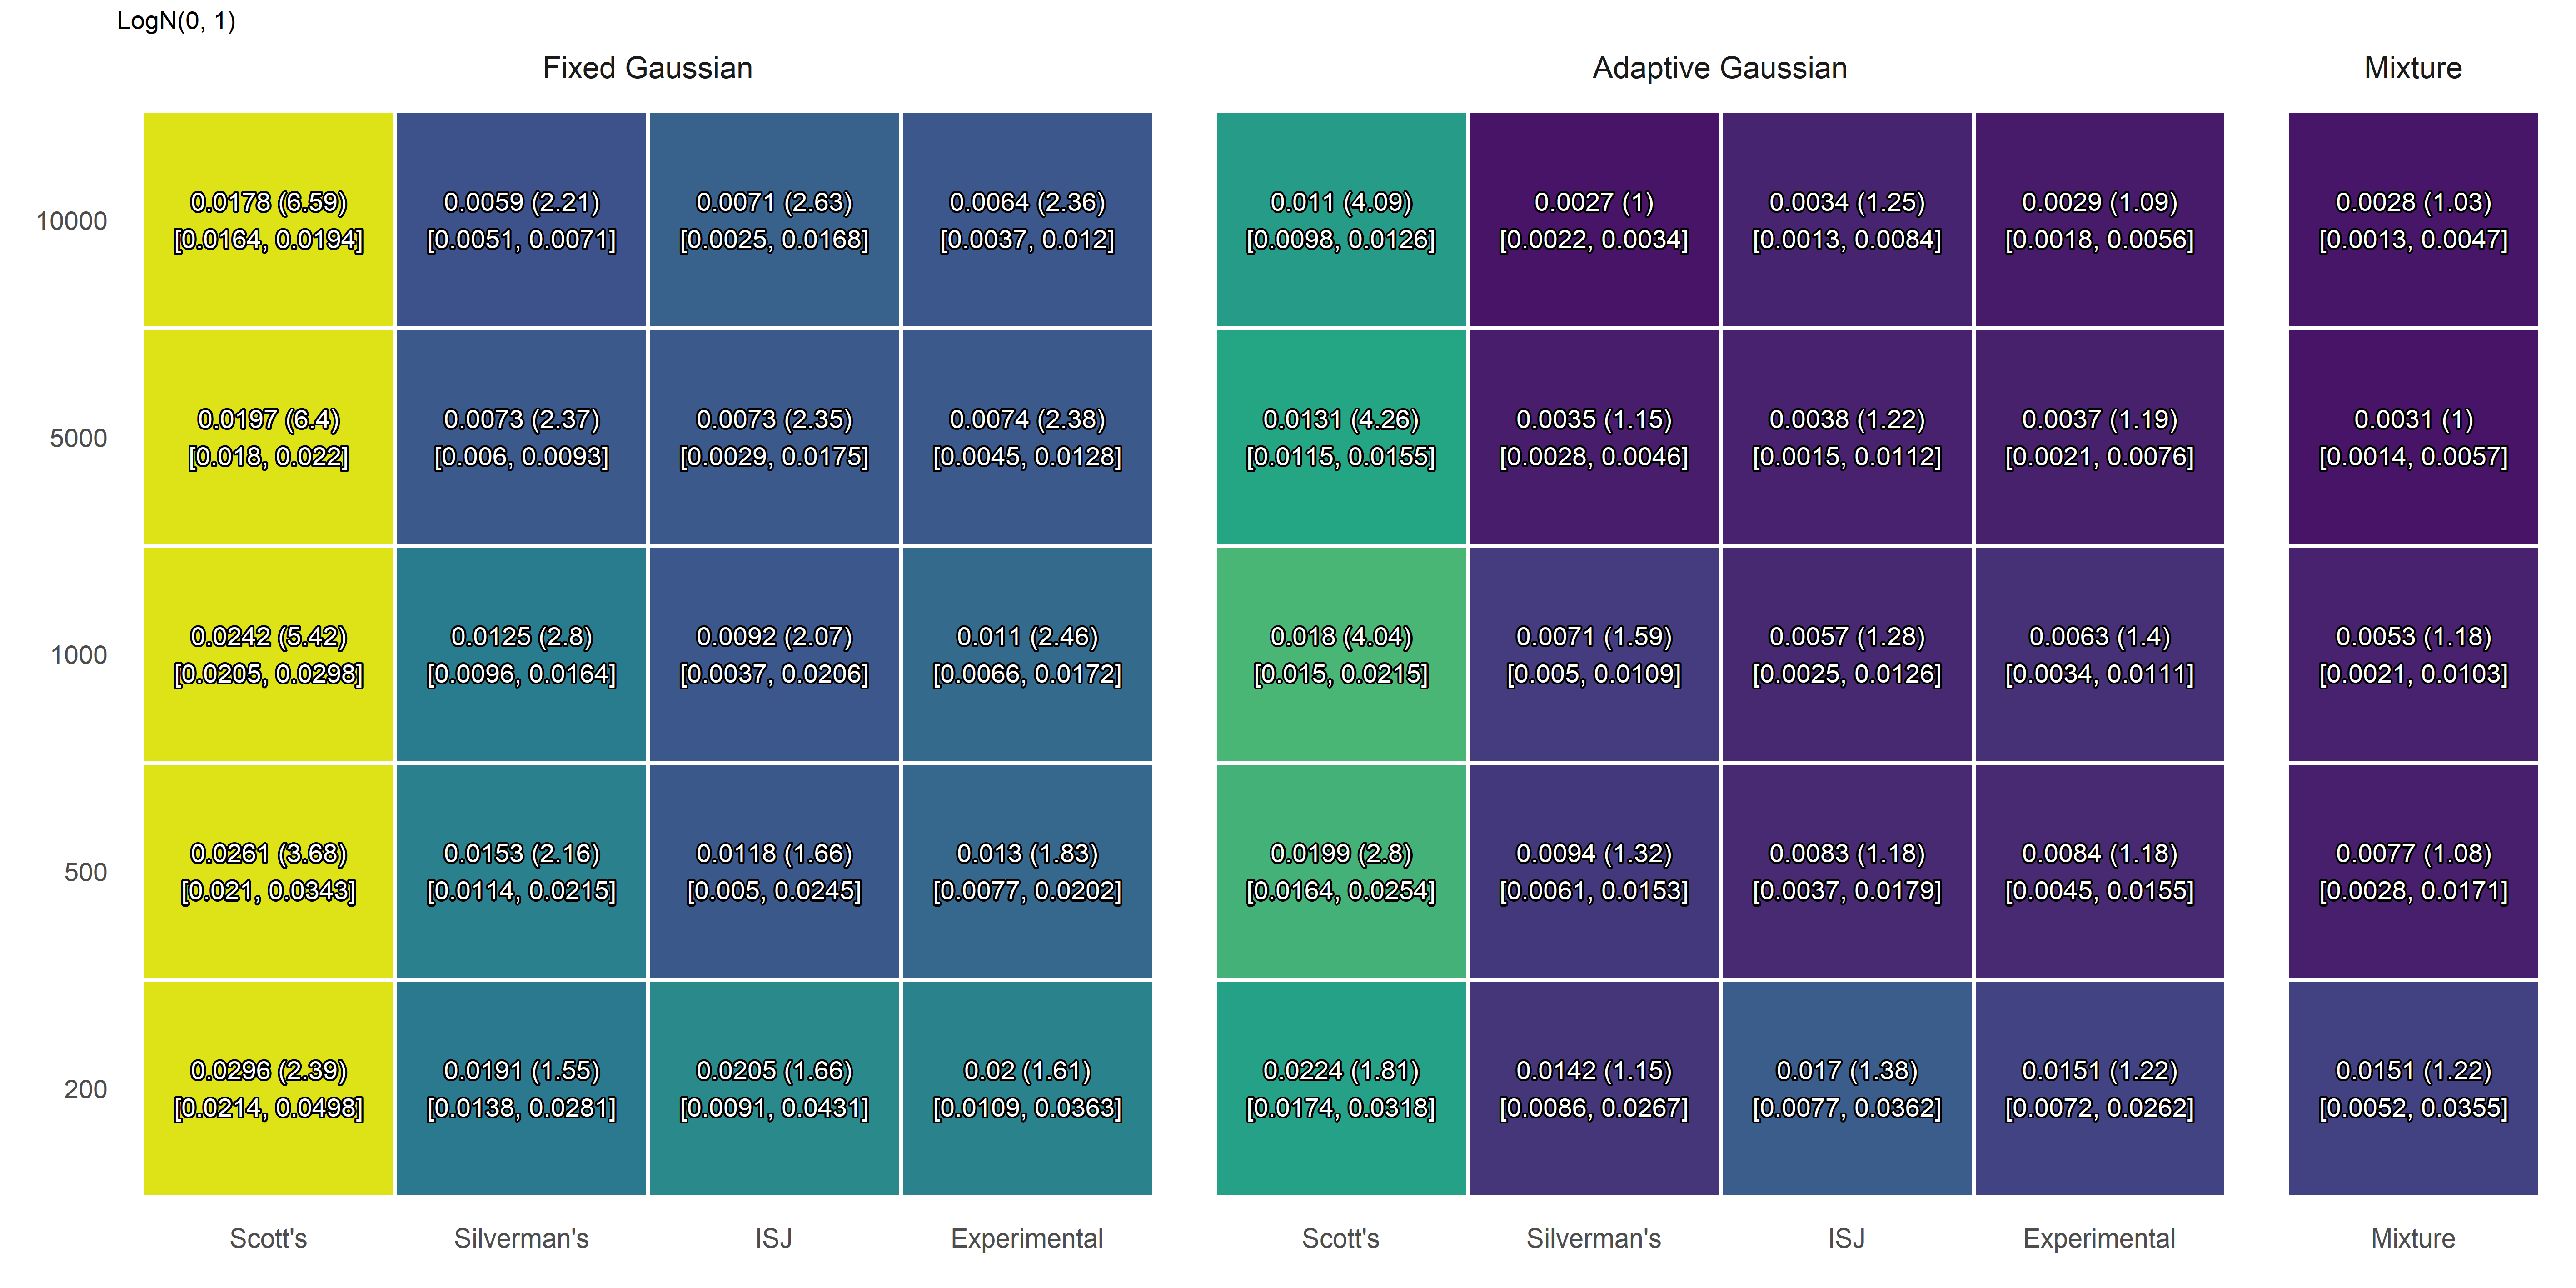 LogN(0, 1)
Fixed Gaussian Adaptive Gaussian Mixture
10000 0.0178 (6.59) 0.0059 (2.21) 0.0071 (2.63) 0.0064 (2.36) 0.011 (4.09) 0.0027 (1) 0.0034 (1.25) 0.0029 (1.09) 0.0028 (1.03)
[0.0164, 0.0194] [0.0051, 0.0071] [0.0025, 0.0168] [0.0037, 0.012] [0.0098, 0.0126] [0.0022, 0.0034] [0.0013, 0.0084] [0.0018, 0.0056] [0.0013, 0.0047]
5000 0.0197 (6.4) 0.0073 (2.37) 0.0073 (2.35) 0.0074 (2.38) 0.0131 (4.26) 0.0035 (1.15) 0.0038 (1.22) 0.0037 (1.19) 0.0031 (1)
[0.018, 0.022] [0.006, 0.0093] [0.0029, 0.0175] [0.0045, 0.0128] [0.0115, 0.0155] [0.0028, 0.0046] [0.0015, 0.0112] [0.0021, 0.0076] [0.0014, 0.0057]
1000 0.0242 (5.42) 0.0125 (2.8) 0.0092 (2.07) 0.011 (2.46) 0.018 (4.04) 0.0071 (1.59) 0.0057 (1.28) 0.0063 (1.4) 0.0053 (1.18)
[0.0205, 0.0298] [0.0096, 0.0164] [0.0037, 0.0206] [0.0066, 0.0172] [0.015, 0.0215] [0.005, 0.0109] [0.0025, 0.0126] [0.0034, 0.0111] [0.0021, 0.0103]
500 0.0261 (3.68) 0.0153 (2.16) 0.0118 (1.66) 0.013 (1.83) 0.0199 (2.8) 0.0094 (1.32) 0.0083 (1.18) 0.0084 (1.18) 0.0077 (1.08)
[0.021, 0.0343] [0.0114, 0.0215] [0.005, 0.0245] [0.0077, 0.0202] [0.0164, 0.0254] [0.0061, 0.0153] [0.0037, 0.0179] [0.0045, 0.0155] [0.0028, 0.0171]
200 0.0296 (2.39) 0.0191 (1.55) 0.0205 (1.66) 0.02 (1.61) 0.0224 (1.81) 0.0142 (1.15) 0.017 (1.38) 0.0151 (1.22) 0.0151 (1.22)
[0.0214, 0.0498] [0.0138, 0.0281] [0.0091, 0.0431] [0.0109, 0.0363] [0.0174, 0.0318] [0.0086, 0.0267] [0.0077, 0.0362] [0.0072, 0.0262] [0.0052, 0.0355]
Scott's Silverman's ISJ Experimental Scott's Silverman's ISJ Experimental Mixture